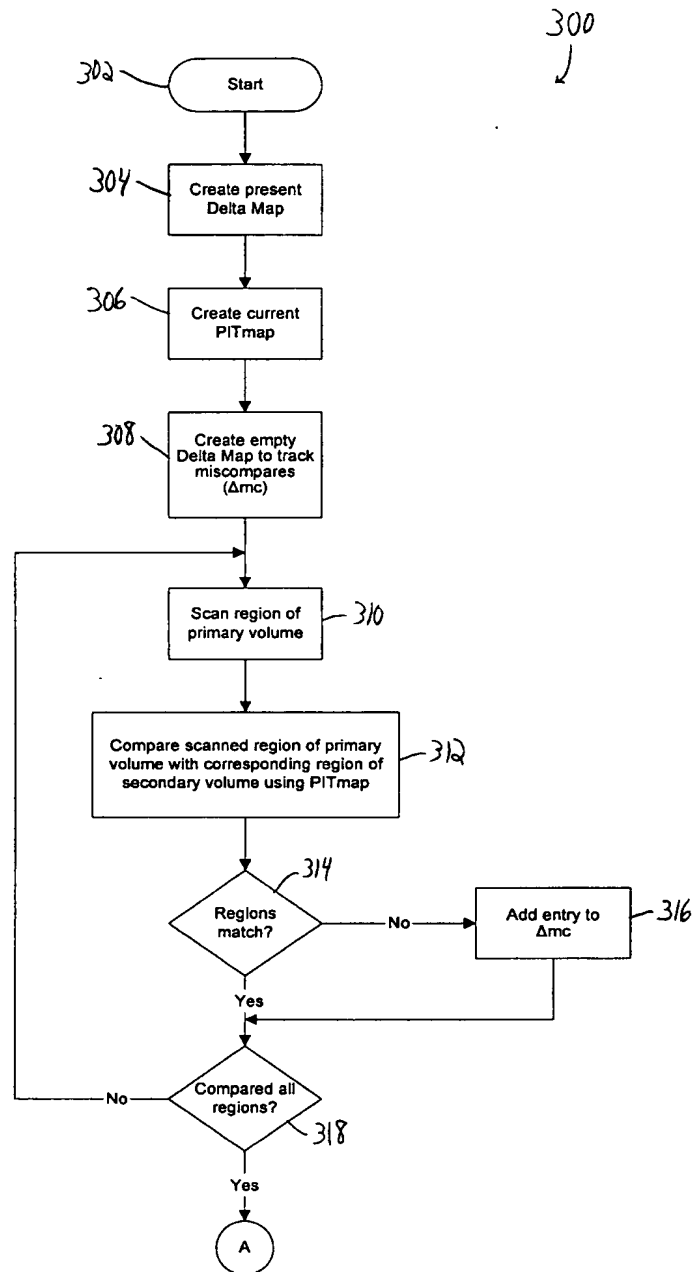 300
302
Start
304
Create present
Delta Map
306
Create current
PITmap
308
Create empty
Delta Map to track
miscompares
(Δmc)
Scan region of
primary volume
310
Compare scanned region of primary
volume with corresponding region of
secondary volume using PITmap
312
314
Regions
match?
No
Add entry to
Δmc
316
Yes
Compared all
regions?
No
318
Yes
A